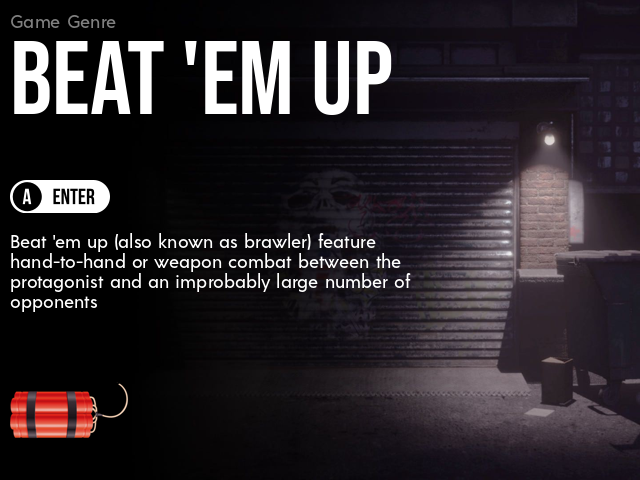 Game Genre
BEAT 'EM UP
A ENTER
Beat 'em up (also known as brawler) feature
hand-to-hand or weapon combat between the
protagonist and an improbably large number of
opponents